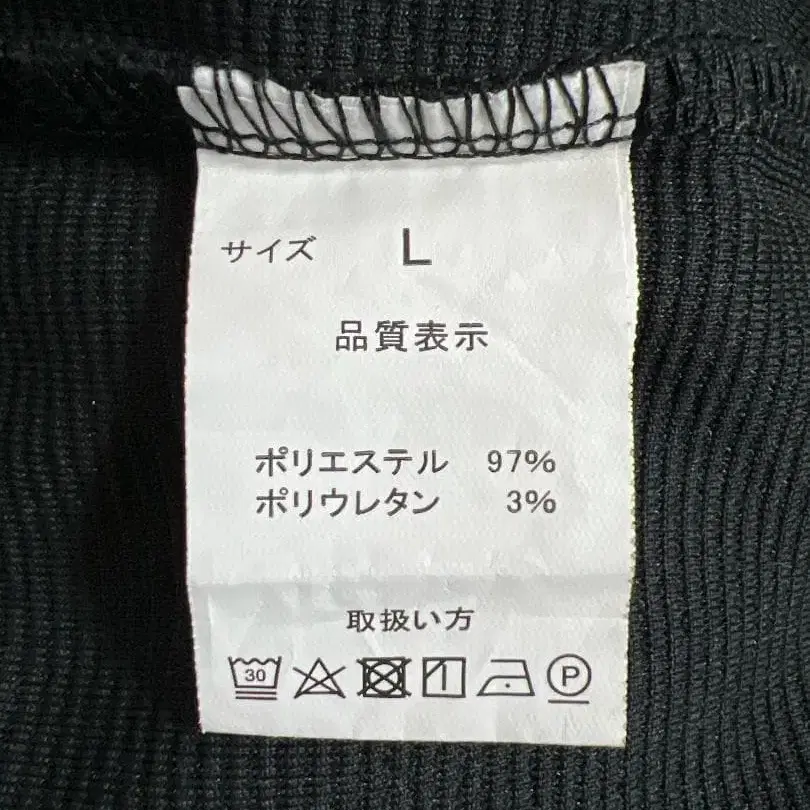 サイズ L
品質表示
ポリエステル 97%
ポリウレタン 3%
取扱い方
30 P